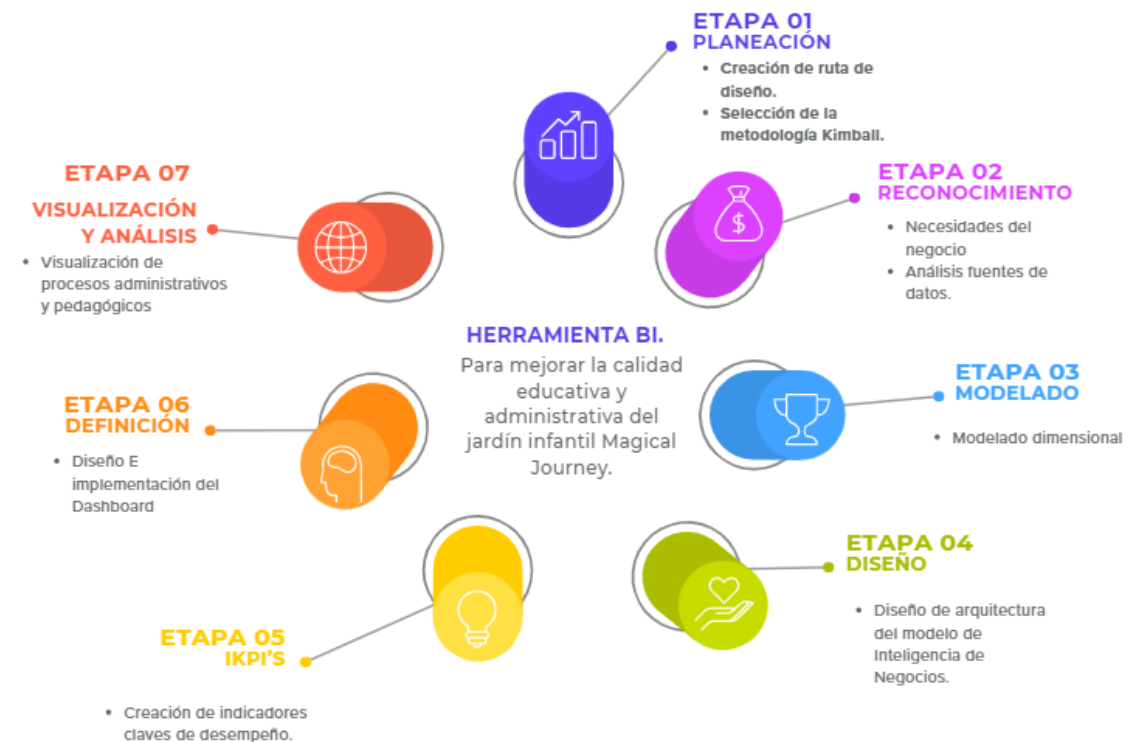 ETAPA 01
PLANEACIÓN
• Creación de ruta de
diseño.
• Selección de la
metodología Kimball.
ETAPA 02
RECONOCIMIENTO
• Necesidades del
negocio
• Análisis fuentes de
datos.
ETAPA 03
MODELADO
• Modelado dimensional
ETAPA 04
DISEÑO
• Diseño de arquitectura
del modelo de
Inteligencia de
Negocios.
ETAPA 05
IKPI'S
• Creación de indicadores
claves de desempeño.
ETAPA 06
DEFINICIÓN
• Diseño E
implementación del
Dashboard
ETAPA 07
VISUALIZACIÓN
Y ANÁLISIS
• Visualización de
procesos administrativos
y pedagógicos
HERRAMIENTA BI.
Para mejorar la calidad
educativa y
administrativa del
jardín infantil Magical
Journey.
$